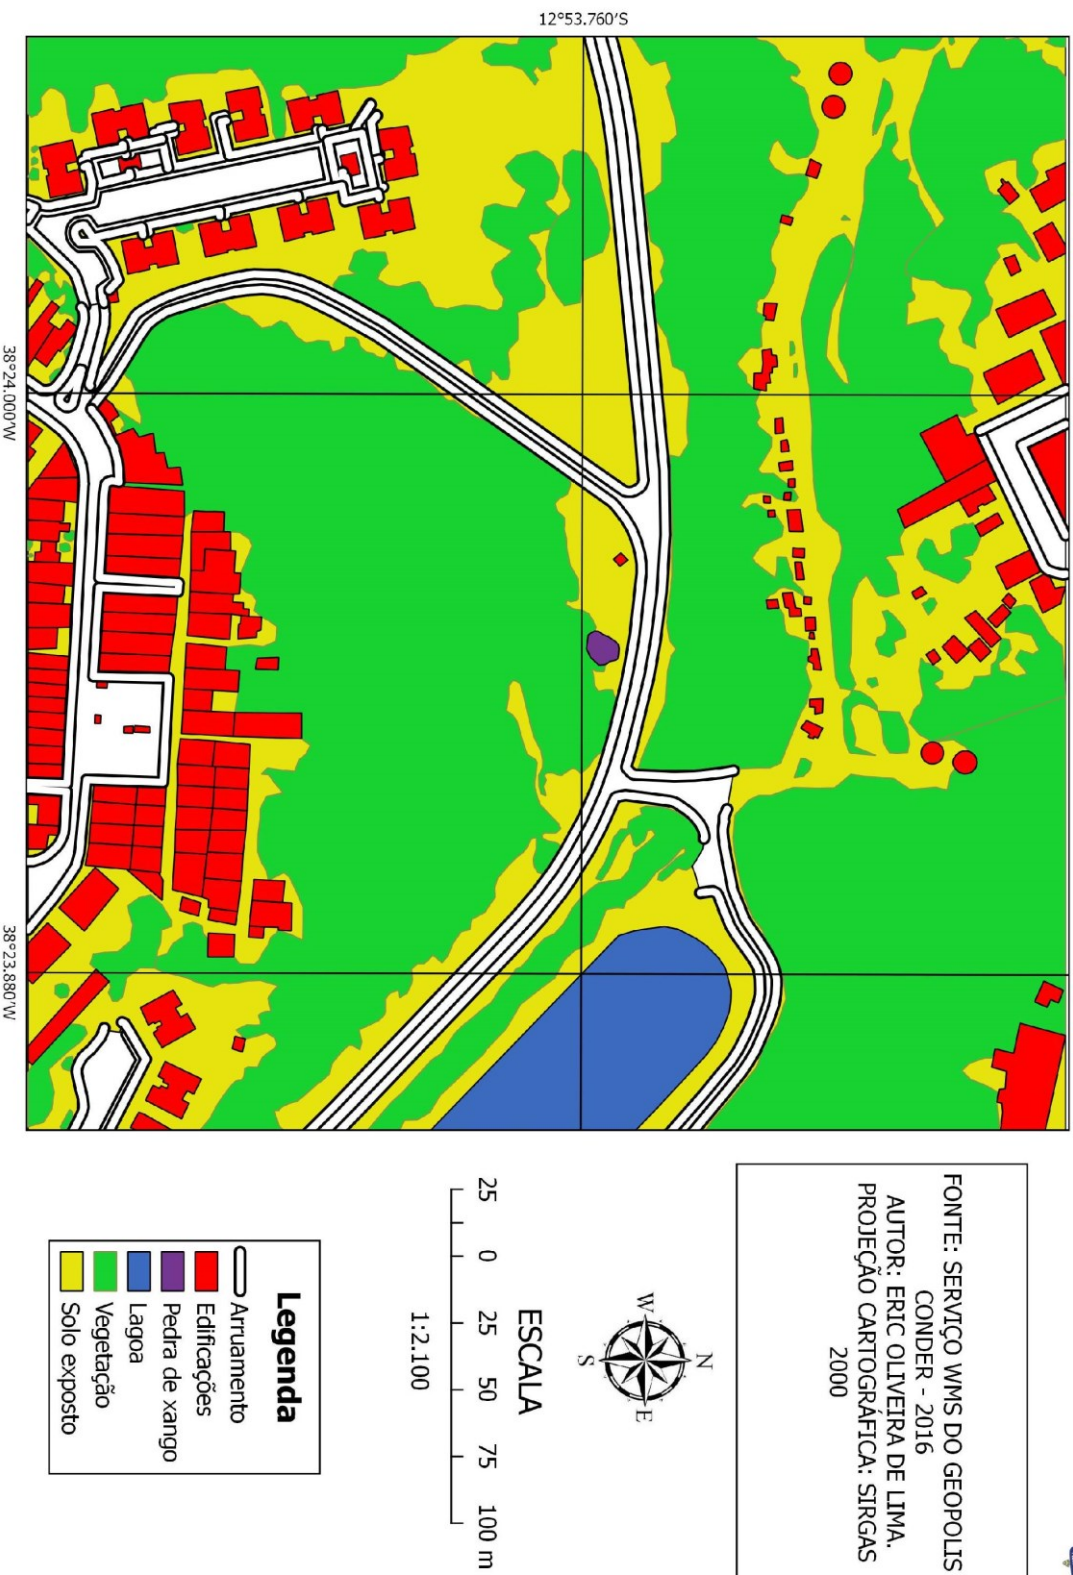 12°53.760'S
38°24.000'W
38°23.880'W
FONTE: SERVIÇO WMS DO GEOPOLIS
CONDER - 2016
AUTOR: ERIC OLIVEIRA DE LIMA.
PROJEÇÃO CARTOGRÁFICA: SIRGAS
2000
N
W
E
S
ESCALA
25 0 25 50 75 100 m
1:2.100
Legenda
Arruamento
Edificações
Pedra de xango
Lagoa
Vegetação
Solo exposto